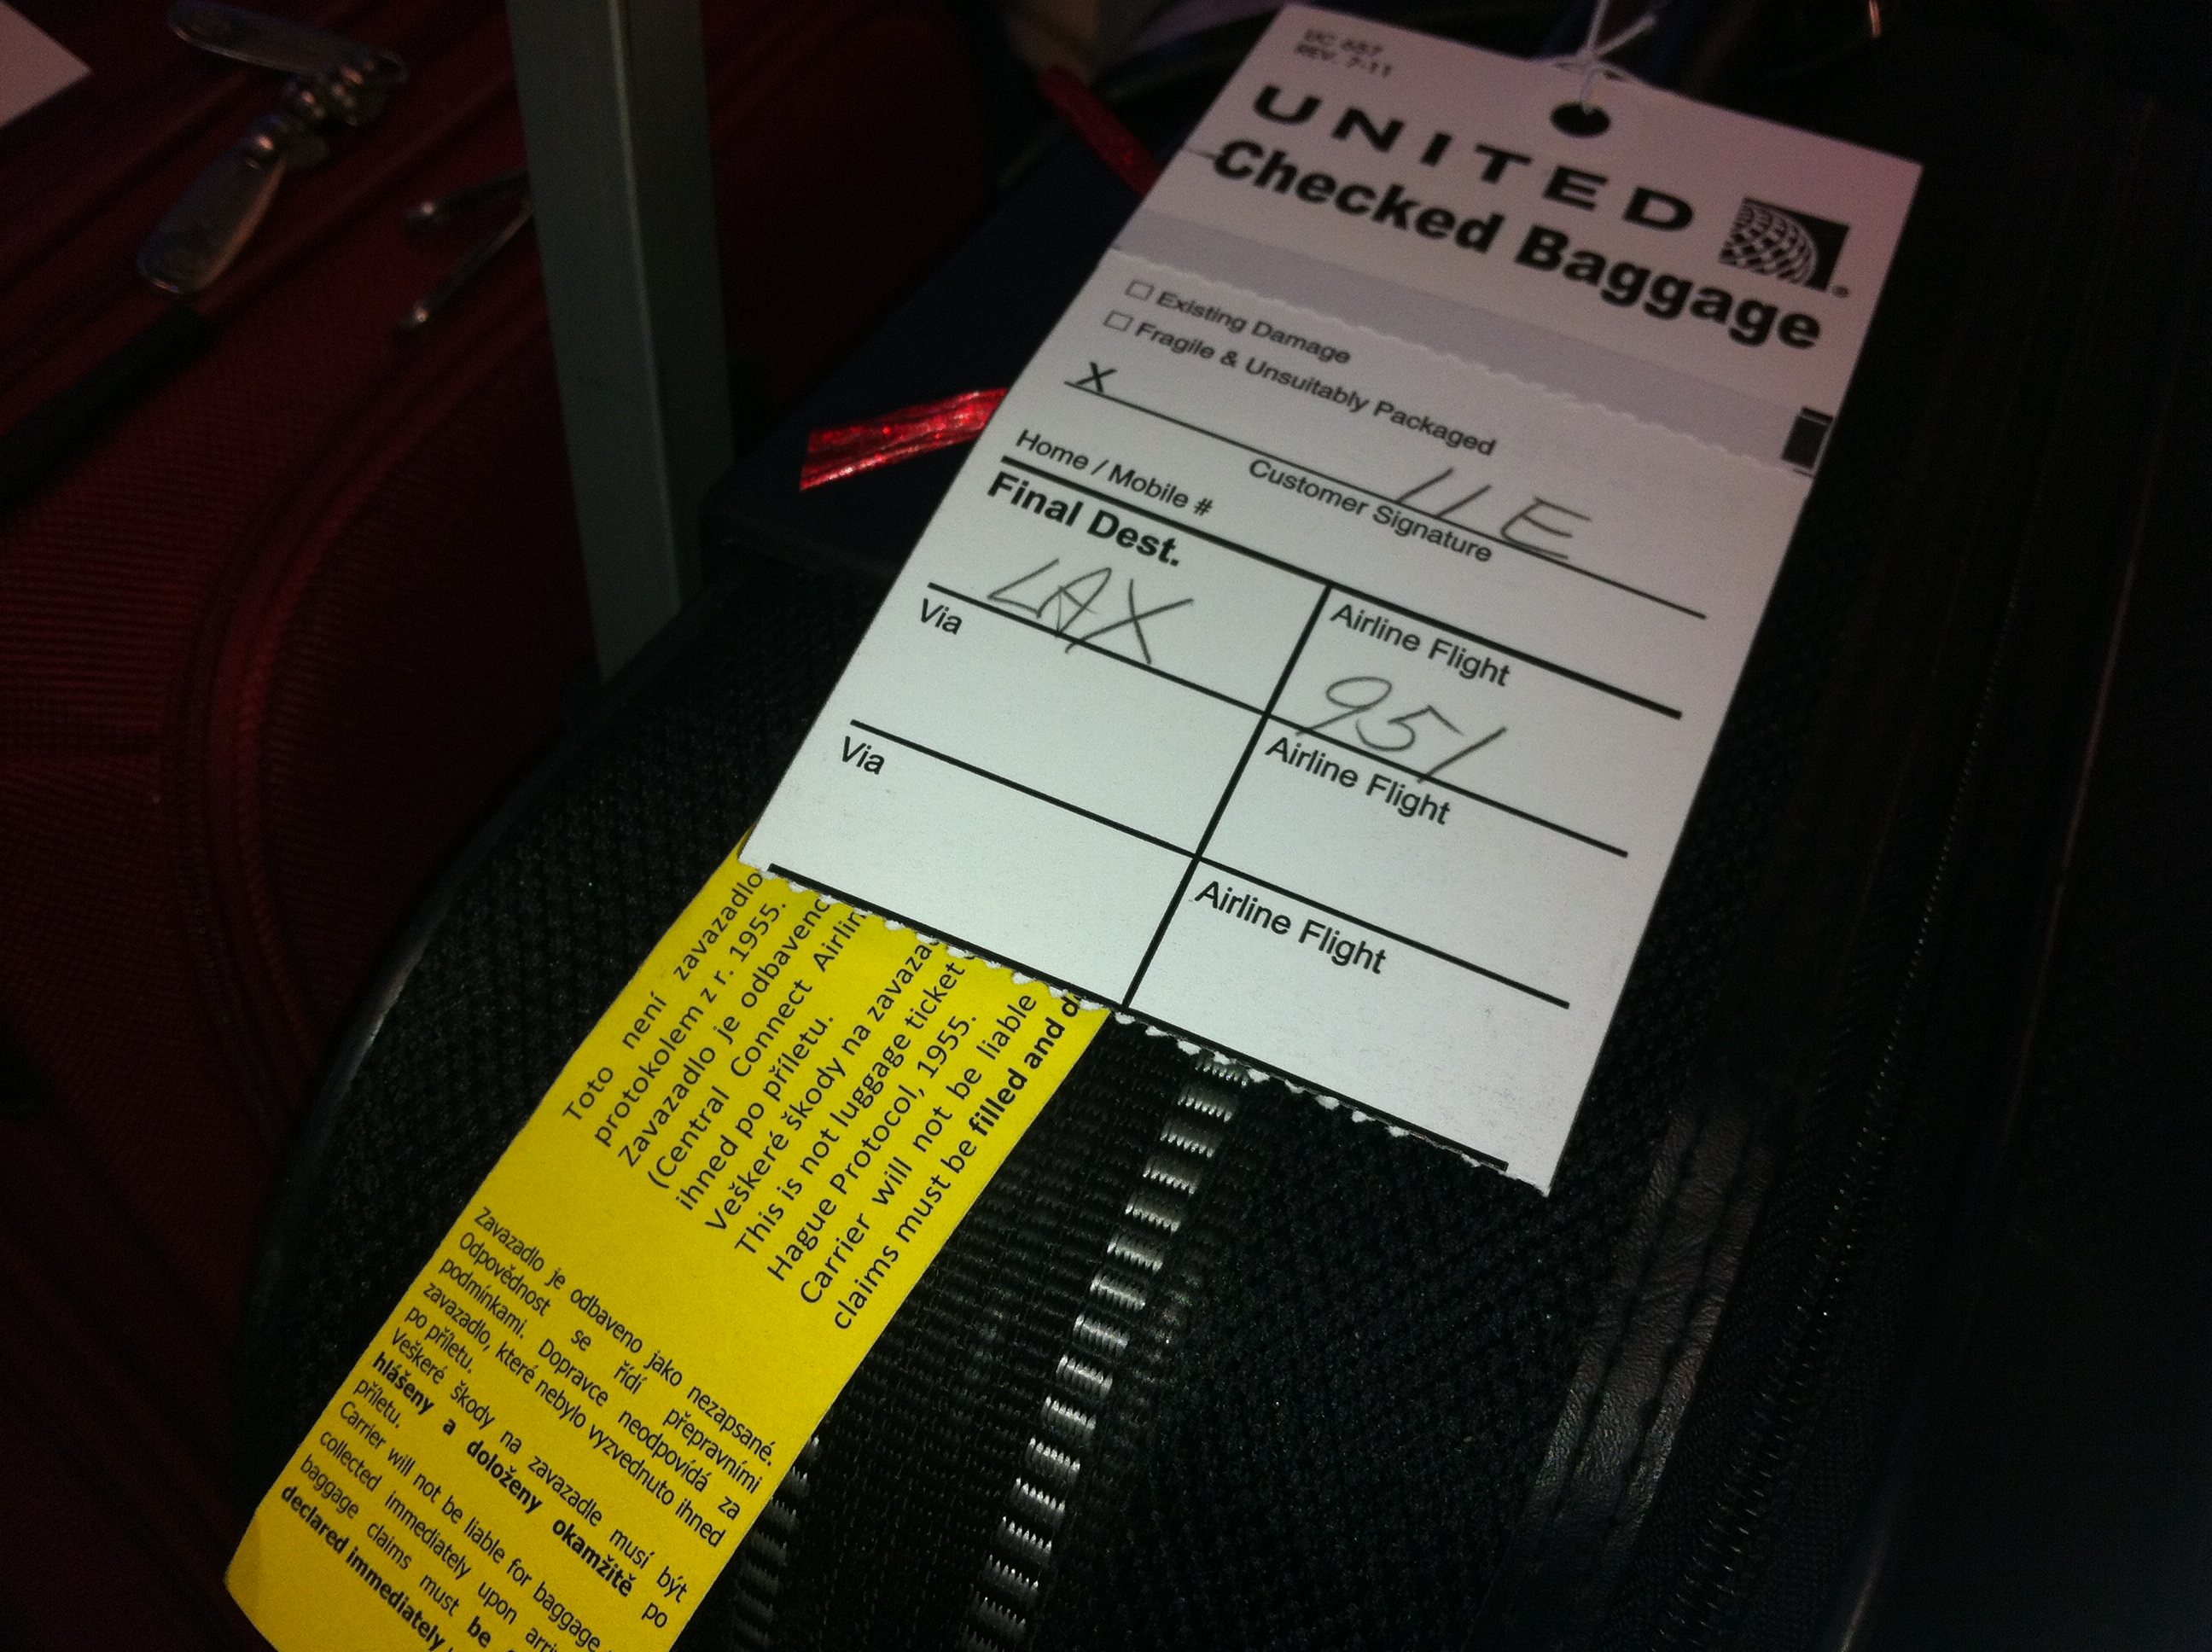 UC 657
REV. 7-11
UNITED
Checked Baggage
Existing Damage
Fragile & Unsuitably Packaged
X
11E
Customer Signature
Home / Mobile #
Final Dest.
LAX
Airline Flight
951
Via
Airline Flight
Via
Airline Flight
Toto není zavazadlo
protokolem z r. 1955.
Zavazadlo je odbaveno
(Central Connect Airlin
ihned po příletu.
Veškeré škody na zavaza
This is not luggage ticket
Hague Protocol, 1955.
Carrier will not be liable
claims must be filled and d
Zavazadlo je odbaveno jako nezapsané.
Odpovědnost se řídí přepravními
podmínkami. Dopravce neodpovídá za
zavazadlo, které nebylo vyzvednuto ihned
po příletu.
Veškeré škody na zavazadle musí být
hlášeny a doloženy okamžitě po
příletu.
Carrier will not be liable for baggage
collected immediately upon arri
baggage claims must be
declared immediately